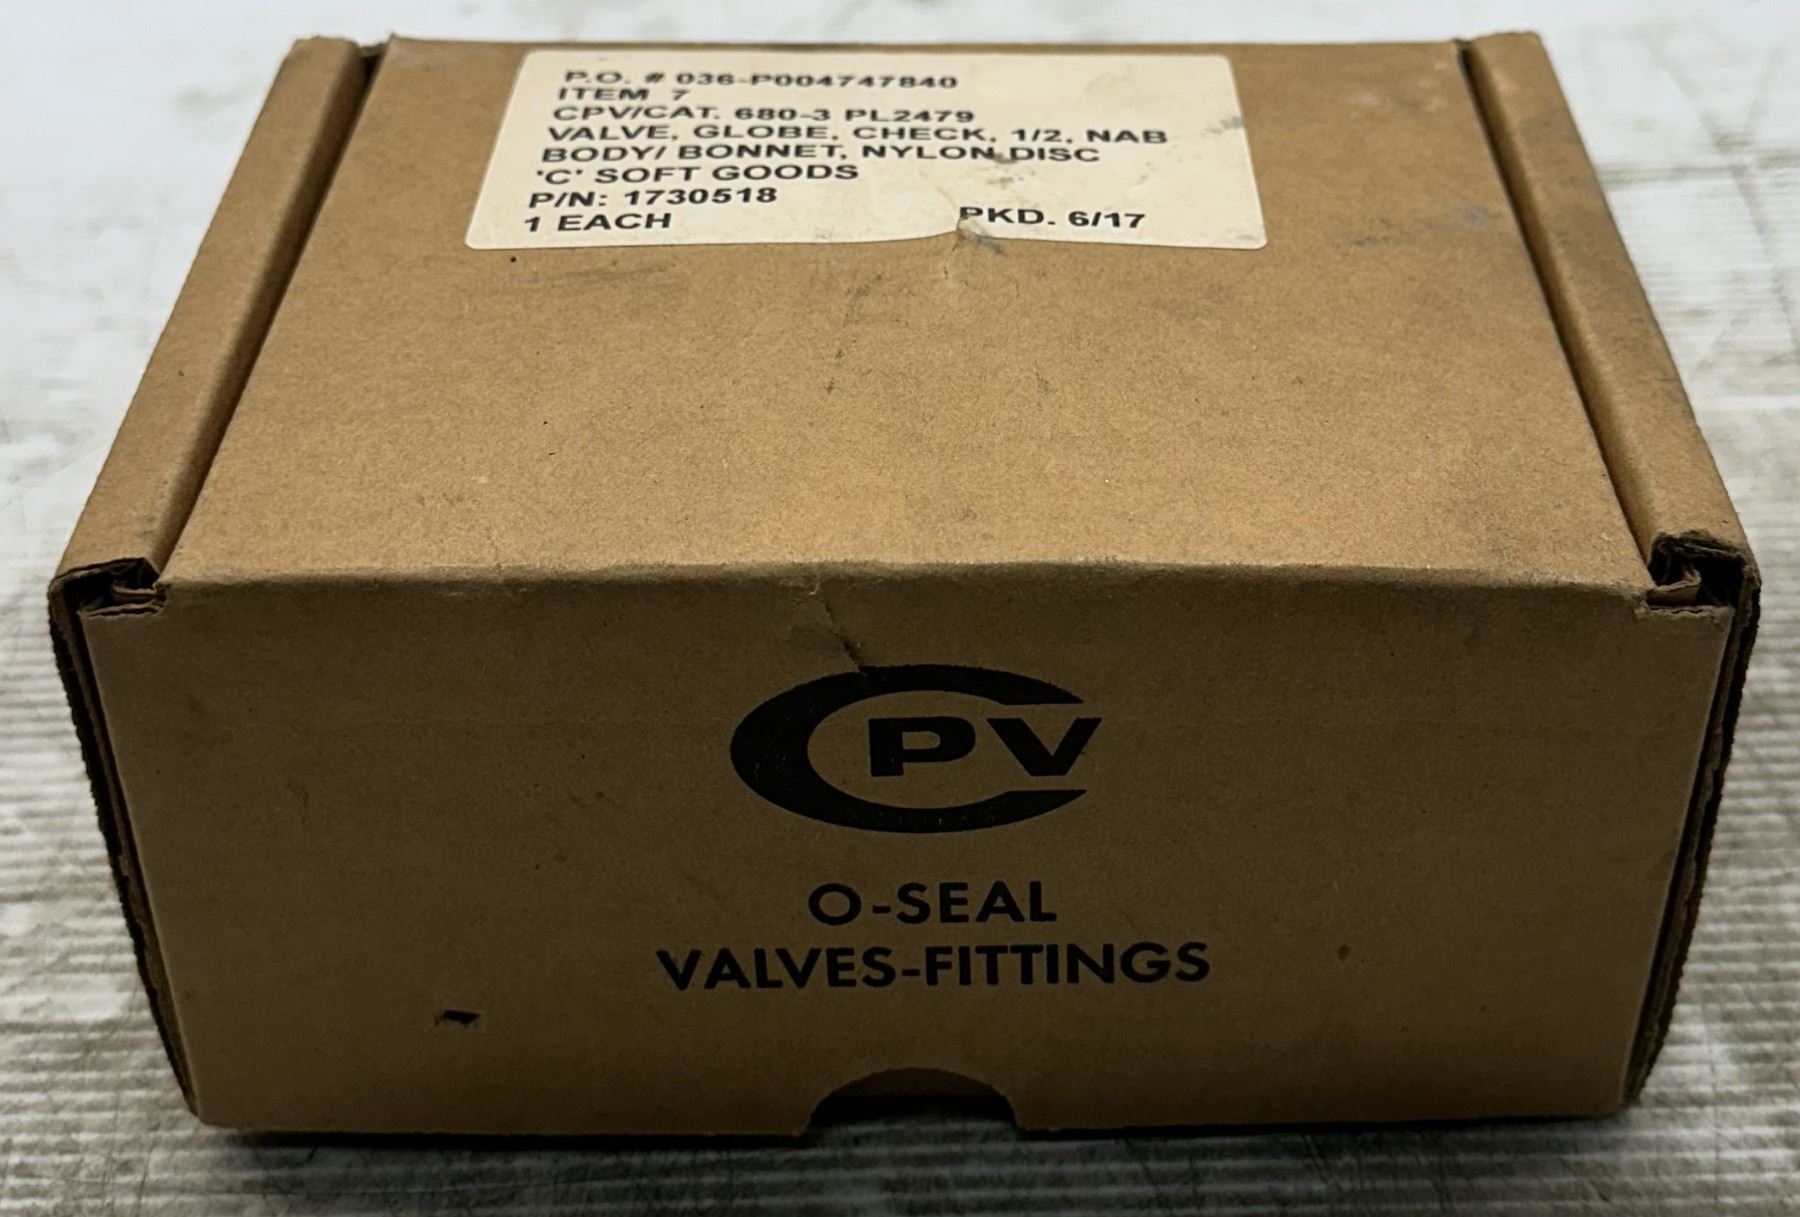 P.O. # 036-P004747840
ITEM 7
CPV/CAT. 680-3 PL2479
VALVE, GLOBE, CHECK, 1/2, NAB
BODY/ BONNET, NYLON DISC
'C' SOFT GOODS
P/N: 1730518
1 EACH PKD. 6/17
CPV
O-SEAL
VALVES-FITTINGS